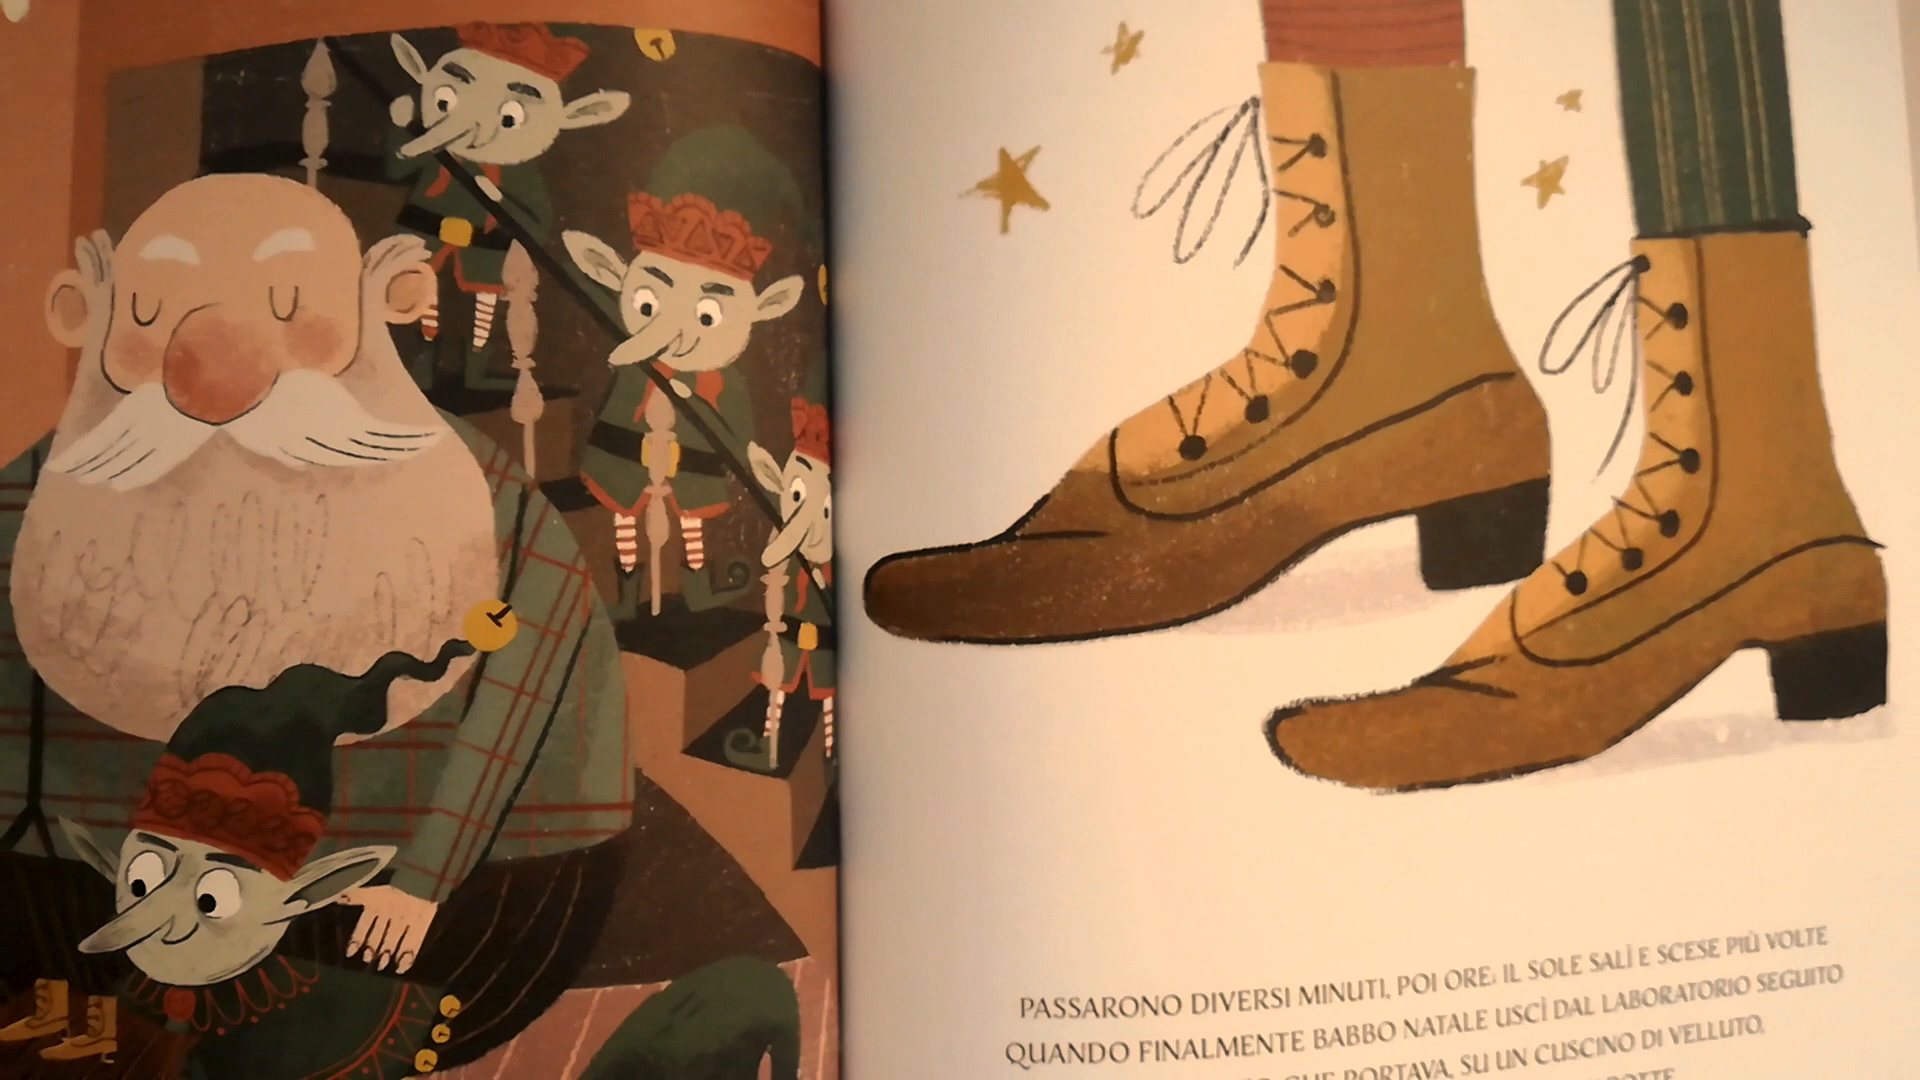 PASSARONO DIVERSI MINUTI, POI ORE; IL SOLE SALÌ E SCESE PIÙ VOLTE
QUANDO FINALMENTE BABBO NATALE USCÌ DAL LABORATORIO SEGUITO
CHE PORTAVA, SU UN CUSCINO DI VELLUTO,